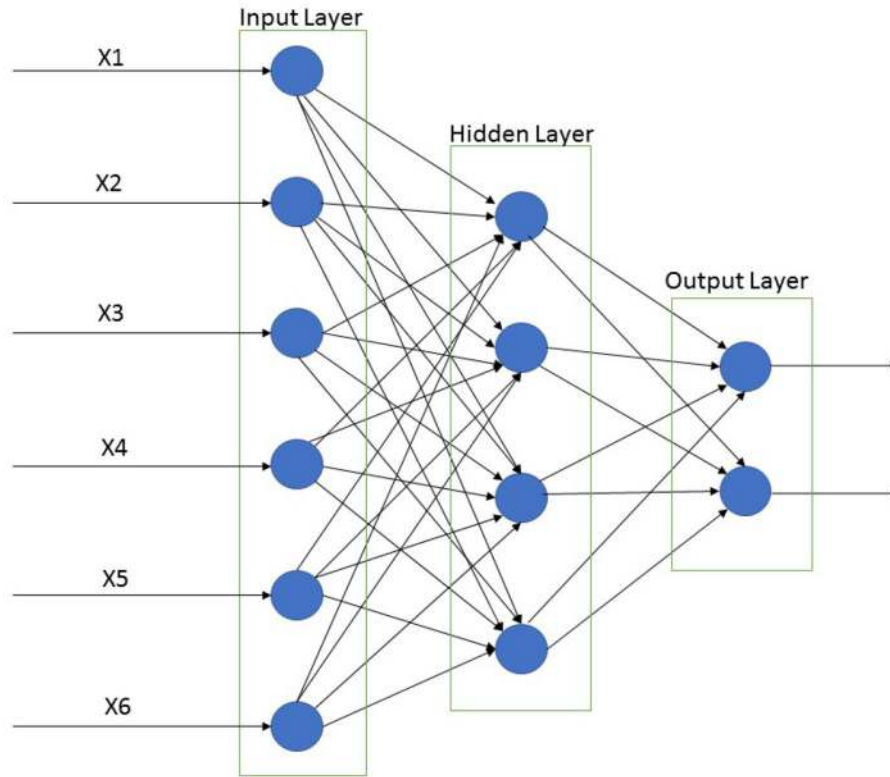 Input Layer
X1
Hidden Layer
X2
Output Layer
X3
X4
X5
X6